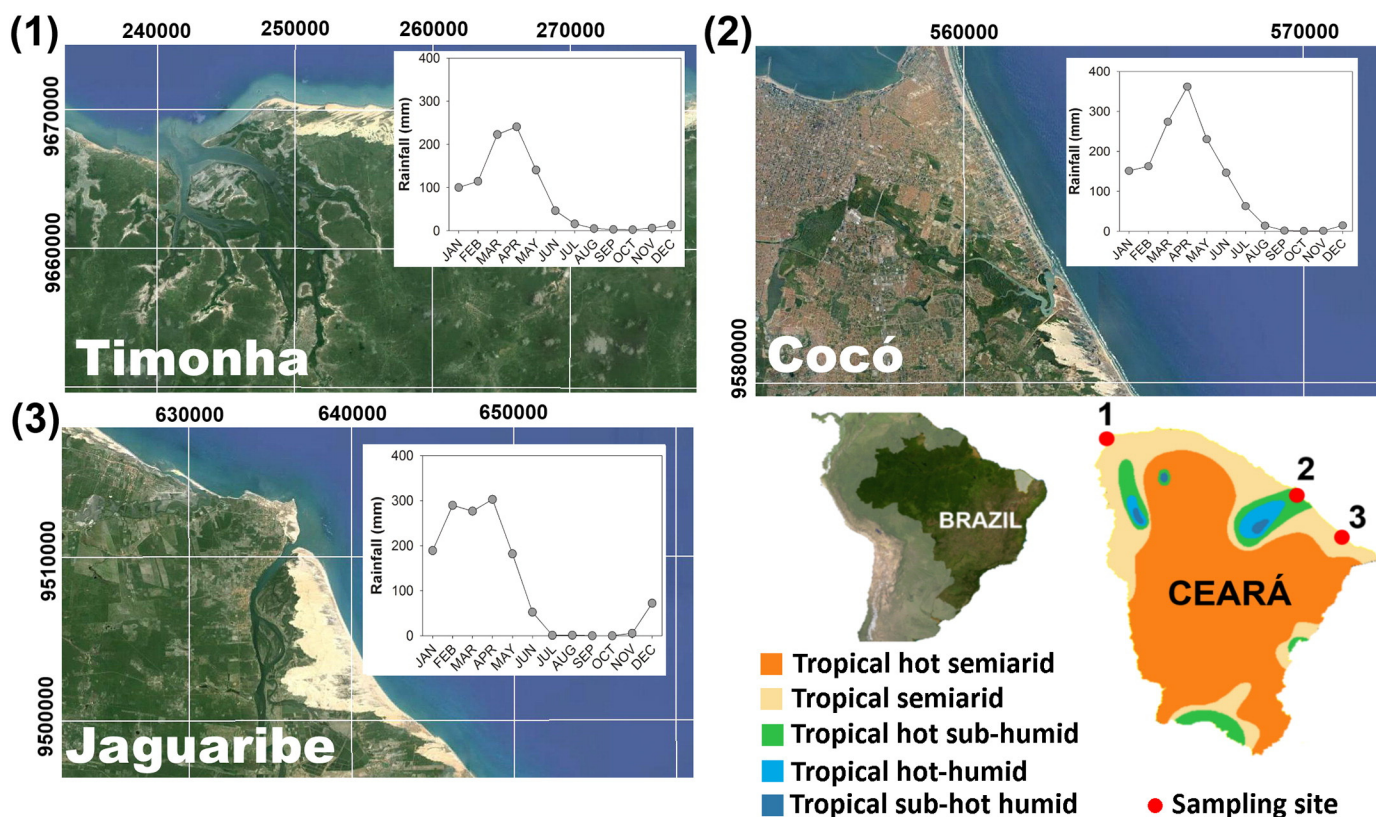 (1)
240000 250000 260000 270000
9670000
9660000
Rainfall (mm)
400
300
200
100
0
JAN FEB MAR APR MAY JUN JUL AUG SEP OCT NOV DEC
Timonha
(2)
560000 570000
9580000
Rainfall (mm)
400
300
200
100
0
JAN FEB MAR APR MAY JUN JUL AUG SEP OCT NOV DEC
Cocó
(3)
630000 640000 650000
9510000
9500000
Rainfall (mm)
400
300
200
100
0
JAN FEB MAR APR MAY JUN JUL AUG SEP OCT NOV DEC
Jaguaribe
BRAZIL
1
2
3
CEARÁ
Tropical hot semiarid
Tropical semiarid
Tropical hot sub-humid
Tropical hot-humid
Tropical sub-hot humid
Sampling site